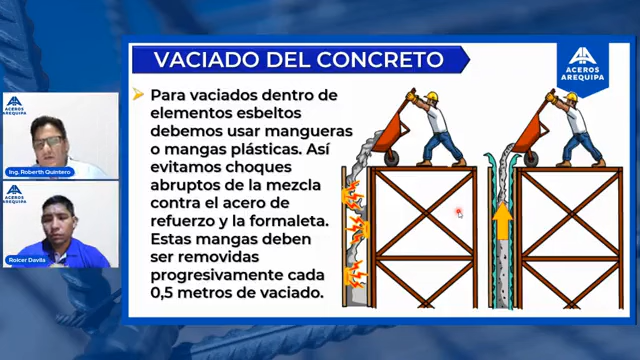 VACIADO DEL CONCRETO
ACEROS
AREQUIPA
Para vaciados dentro de
elementos esbeltos
debemos usar mangueras
o mangas plásticas. Así
evitamos choques
abruptos de la mezcla
contra el acero de
refuerzo y la formaleta.
Estas mangas deben
ser removidas
progresivamente cada
0,5 metros de vaciado.
ACEROS
AREQUIPA
Ing. Roberth Quintero
ACEROS
AREQUIPA
Roicer Davila